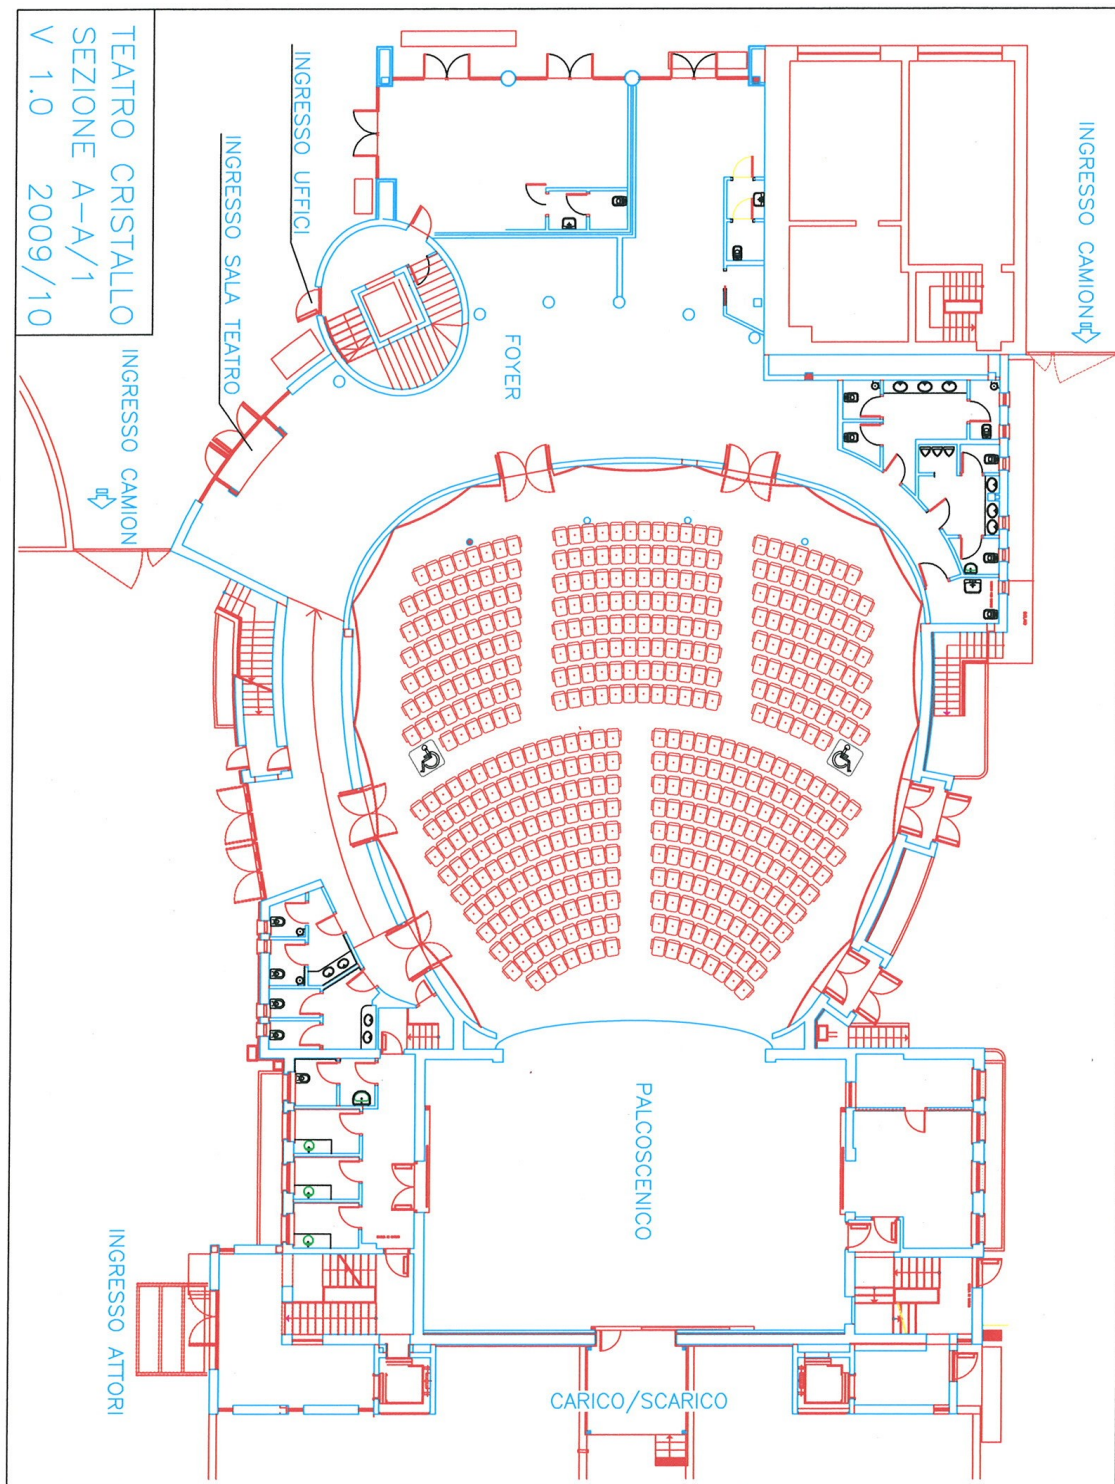 TEATRO CRISTALLO
SEZIONE A-A/1
V 1.0 2009/10
INGRESSO UFFICI
INGRESSO SALA TEATRO
INGRESSO CAMION
INGRESSO CAMION
FOYER
PALCOSCENICO
INGRESSO ATTORI
CARICO/SCARICO